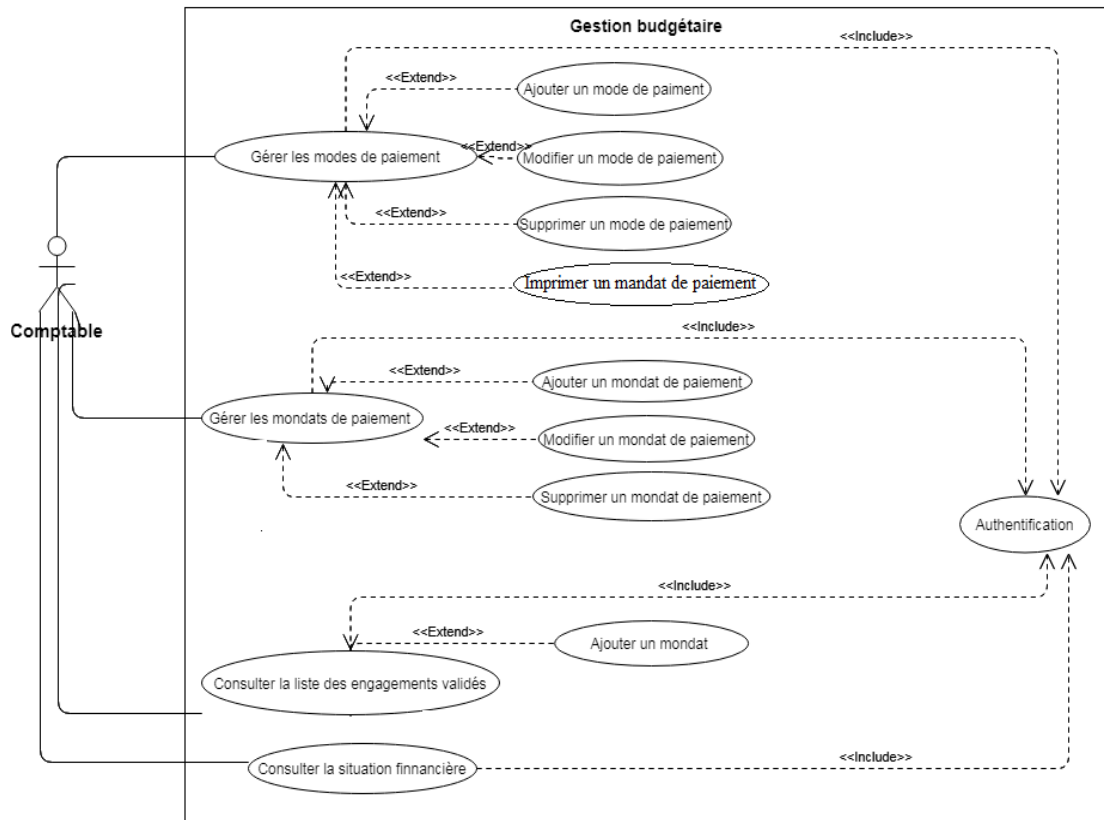 Gestion budgétaire
<<Include>>
<<Extend>>
Ajouter un mode de paiment
Gérer les modes de paiement
<<Extend>>
Modifier un mode de paiement
<<Extend>>
Supprimer un mode de paiement
<<Extend>>
Imprimer un mandat de paiement
Comptable
<<Include>>
<<Extend>>
Ajouter un mondat de paiement
Gérer les mondats de paiement
<<Extend>>
Modifier un mondat de paiement
<<Extend>>
Supprimer un mondat de paiement
Authentification
<<Include>>
<<Extend>>
Ajouter un mondat
Consulter la liste des engagements validés
<<Include>>
Consulter la situation finnancière